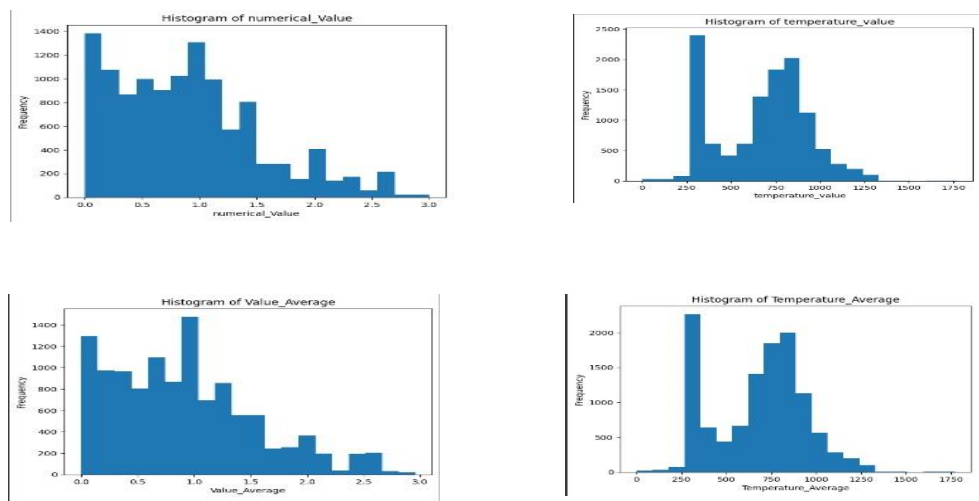 Histogram of numerical_Value
1400
1200
1000
800
600
400
200
0
Frequency
0.0 0.5 1.0 1.5 2.0 2.5 3.0
numerical_Value
Histogram of temperature_value
2500
2000
1500
1000
500
0
Frequency
0 250 500 750 1000 1250 1500 1750
temperature_value
Histogram of Value_Average
1400
1200
1000
800
600
400
200
0
Frequency
0.0 0.5 1.0 1.5 2.0 2.5 3.0
Value_Average
Histogram of Temperature_Average
2000
1500
1000
500
0
Frequency
0 250 500 750 1000 1250 1500 1750
Temperature_Average